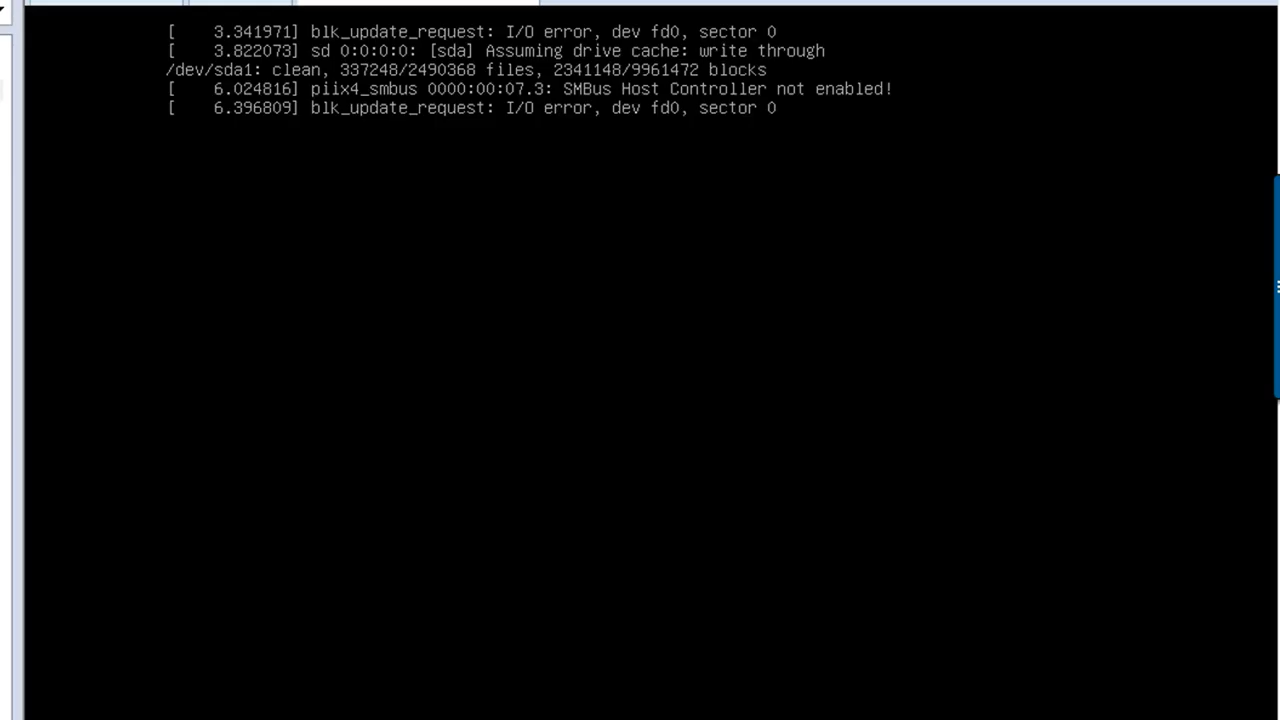 [    3.341971] blk_update_request: I/O error, dev fd0, sector 0
[    3.822073] sd 0:0:0:0: [sda] Assuming drive cache: write through
/dev/sda1: clean, 337248/2490368 files, 2341148/9961472 blocks
[    6.024816] piix4_smbus 0000:00:07.3: SMBus Host Controller not enabled!
[    6.396809] blk_update_request: I/O error, dev fd0, sector 0